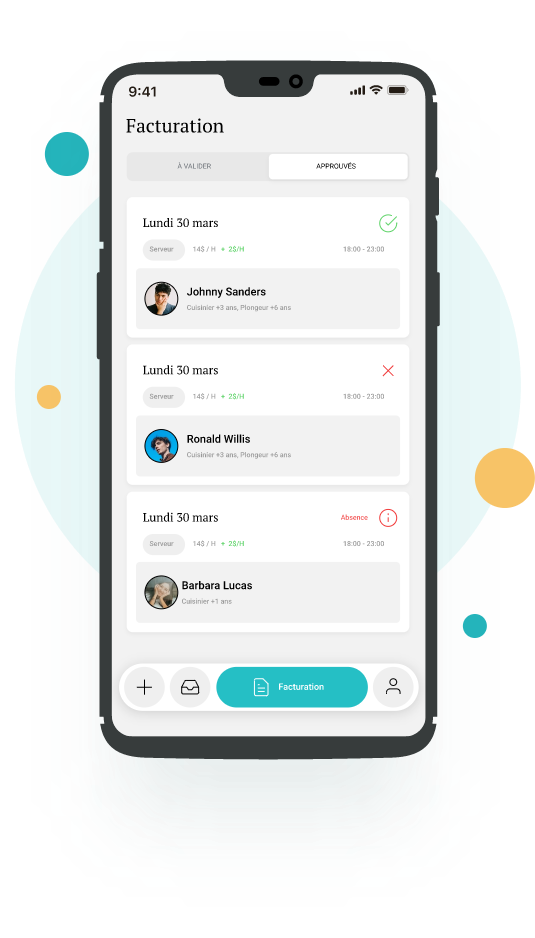 9:41
Facturation
À VALIDER
APPROUVÉS
Lundi 30 mars
Serveur 14$ / H + 2$/H 18:00 - 23:00
Johnny Sanders
Cuisinier +3 ans, Plongeur +6 ans
Lundi 30 mars
Serveur 14$ / H + 2$/H 18:00 - 23:00
Ronald Willis
Cuisinier +3 ans, Plongeur +6 ans
Lundi 30 mars Absence
Serveur 14$ / H + 2$/H 18:00 - 23:00
Barbara Lucas
Cuisinier +1 ans
Facturation